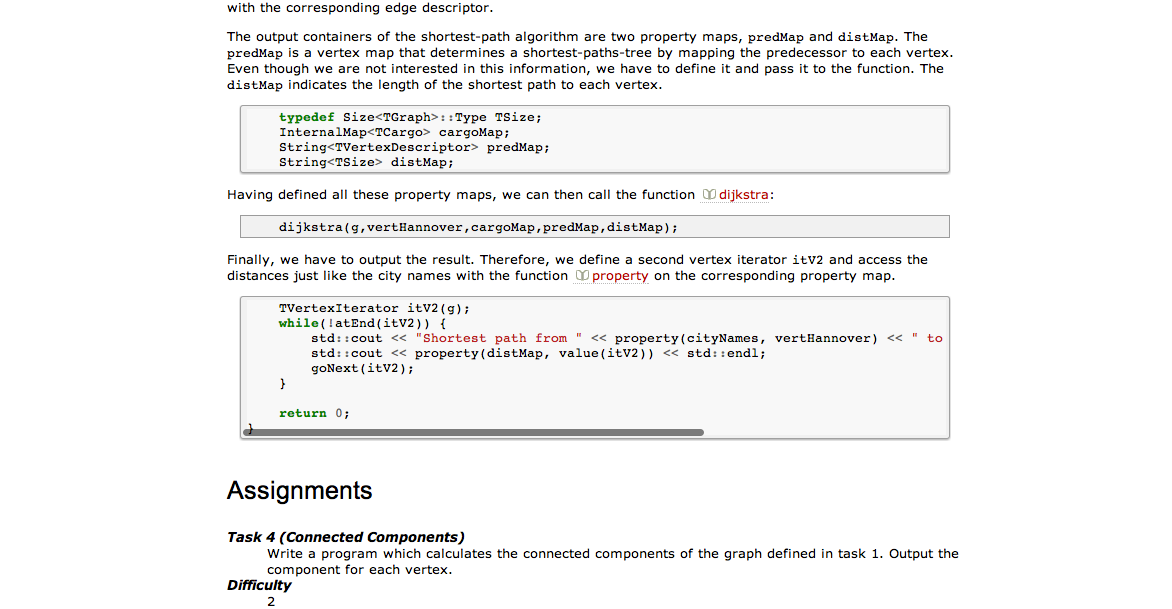 with the corresponding edge descriptor.
The output containers of the shortest-path algorithm are two property maps, predMap and distMap. The
predMap is a vertex map that determines a shortest-paths-tree by mapping the predecessor to each vertex.
Even though we are not interested in this information, we have to define it and pass it to the function. The
distMap indicates the length of the shortest path to each vertex.
typedef Size<TGraph>::Type TSize;
InternalMap<TCargo> cargoMap;
String<TVertexDescriptor> predMap;
String<TSize> distMap;
Having defined all these property maps, we can then call the function dijkstra:
dijkstra(g,vertHannover,cargoMap,predMap,distMap);
Finally, we have to output the result. Therefore, we define a second vertex iterator itV2 and access the
distances just like the city names with the function property on the corresponding property map.
TVertexIterator itV2(g);
while(!atEnd(itV2)) {
std::cout << "Shortest path from " << property(cityNames, vertHannover) << " to
std::cout << property(distMap, value(itV2)) << std::endl;
goNext(itV2);
}
return 0;
}
Assignments
Task 4 (Connected Components)
Write a program which calculates the connected components of the graph defined in task 1. Output the
component for each vertex.
Difficulty
2